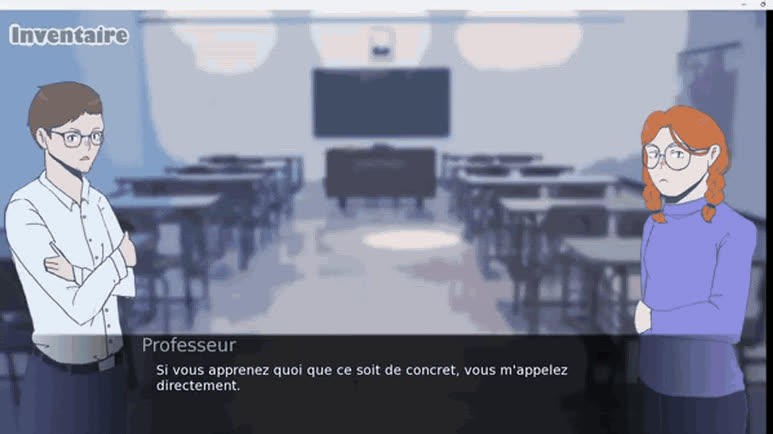 Inventaire
Professeur
Si vous apprenez quoi que ce soit de concret, vous m'appelez
directement.